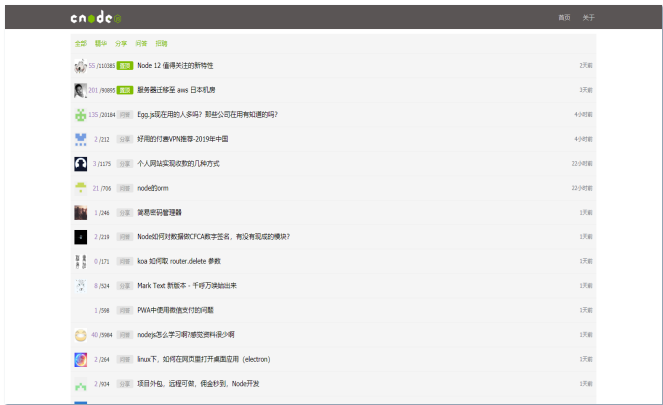 cnode
首页 关于
全部 精华 分享 问答 招聘
55 /110385 置顶 Node 12 值得关注的新特性 2天前
201 /90895 置顶 服务器迁移至 aws 日本机房 3天前
135 /20184 问答 Egg.js现在用的人多吗？那些公司在用有知道的吗？ 4小时前
2 /212 分享 好用的付费VPN推荐-2019年中国 4小时前
3 /1175 分享 个人网站实现收款的几种方式 22小时前
21 /706 问答 node的orm 22小时前
1 /246 分享 简易密码管理器 1天前
2 /219 问答 Node如何对数据做CFCA数字签名，有没有现成的模块？ 1天前
0 /171 问答 koa 如何取 router.delete 参数 1天前
8 /524 分享 Mark Text 新版本 - 千呼万唤始出来 1天前
1 /598 问答 PWA中使用微信支付的问题 1天前
40 /5984 问答 nodejs怎么学习啊?感觉资料很少啊 1天前
2 /264 问答 linux下，如何在网页里打开桌面应用（electron） 1天前
2 /934 分享 项目外包，远程可做，佣金秒到，Node开发 1天前